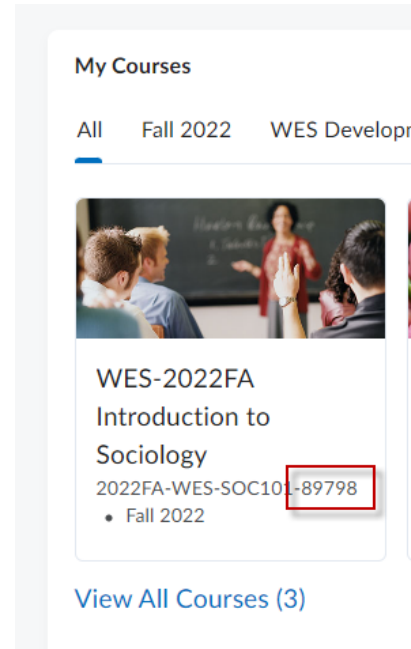 My Courses
All Fall 2022 WES Develop
WES-2022FA
Introduction to
Sociology
2022FA-WES-SOC101-89798
• Fall 2022
View All Courses (3)